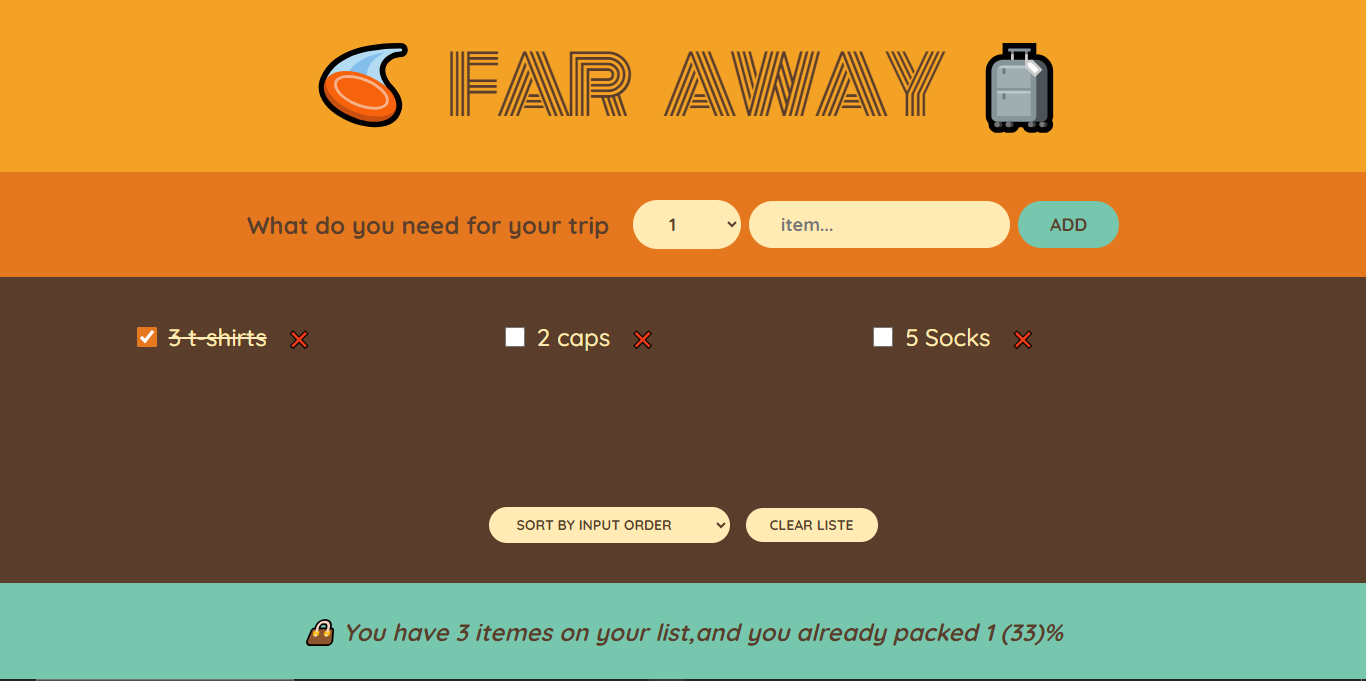 FAR AWAY
What do you need for your trip 1 item... ADD
3 t-shirts 2 caps 5 Socks
SORT BY INPUT ORDER CLEAR LISTE
You have 3 itemes on your list,and you already packed 1 (33)%